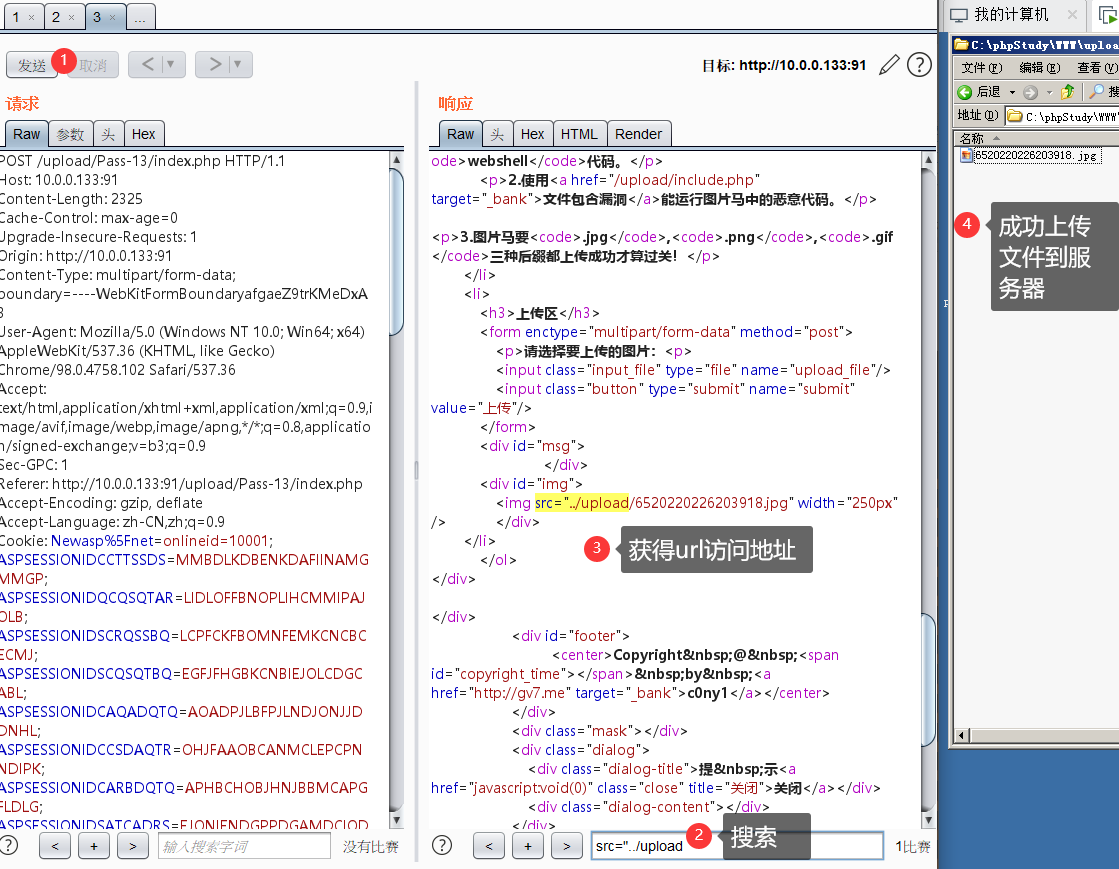 1 × 2 × 3 × ...
发送 1 取消 < ▼ > ▼
目标: http://10.0.0.133:91
请求
Raw 参数 头 Hex
POST /upload/Pass-13/index.php HTTP/1.1
Host: 10.0.0.133:91
Content-Length: 2325
Cache-Control: max-age=0
Upgrade-Insecure-Requests: 1
Origin: http://10.0.0.133:91
Content-Type: multipart/form-data;
boundary=----WebKitFormBoundaryafgaeZ9trKMeDxA
3
User-Agent: Mozilla/5.0 (Windows NT 10.0; Win64; x64)
AppleWebKit/537.36 (KHTML, like Gecko)
Chrome/98.0.4758.102 Safari/537.36
Accept:
text/html,application/xhtml+xml,application/xml;q=0.9,i
mage/avif,image/webp,image/apng,*/*;q=0.8,applicatio
n/signed-exchange;v=b3;q=0.9
Sec-GPC: 1
Referer: http://10.0.0.133:91/upload/Pass-13/index.php
Accept-Encoding: gzip, deflate
Accept-Language: zh-CN,zh;q=0.9
Cookie: Newasp%5Fnet=onlineid=10001;
ASPSESSIONIDCCTTSSDS=MMBDLKDBENKDAFIINAMG
MMGP;
ASPSESSIONIDQCQSQTAR=LIDLOFFBNOPLIHCMMIPAJ
OLB;
ASPSESSIONIDSCRQSSBQ=LCPFCKFBOMNFEMKCNCBC
ECMJ;
ASPSESSIONIDSCQSQTBQ=EGFJFHGBKCNBIEJOLCDGC
ABL;
ASPSESSIONIDCAQADQTQ=AOADPJLBFPJLNDJONJJD
DNHL;
ASPSESSIONIDCCSDAQTR=OHJFAAOBCANMCLEPCPN
NDIPK;
ASPSESSIONIDCARBDQTQ=APHBCHOBJHNJBBMCAPG
FLDLG;
ASPSESSIONIDSATCADRS=EJONIENDGPPDGAMDCIOD
? < + > 输入搜索字词 没有比赛
响应
Raw 头 Hex HTML Render
ode>webshell</code>代码。</p>
<p>2.使用<a href="/upload/include.php"
target="_bank">文件包含漏洞</a>能运行图片马中的恶意代码。</p>
<p>3.图片马要<code>.jpg</code>,<code>.png</code>,<code>.gif
</code>三种后缀都上传成功才算过关！</p>
</li>
<li>
<h3>上传区</h3>
<form enctype="multipart/form-data" method="post">
<p>请选择要上传的图片：<p>
<input class="input_file" type="file" name="upload_file"/>
<input class="button" type="submit" name="submit"
value="上传"/>
</form>
<div id="msg">
</div>
<div id="img">
<img src="../upload/6520220226203918.jpg" width="250px"
/> </div>
</li>
3 获得url访问地址
</ol>
</div>
</div>
<div id="footer">
<center>Copyright&nbsp;@&nbsp;<span
id="copyright_time"></span>&nbsp;by&nbsp;<a
href="http://gv7.me" target="_bank">c0ny1</a></center>
</div>
<div class="mask"></div>
<div class="dialog">
<div class="dialog-title">提&nbsp;示<a
href="javascript:void(0)" class="close" title="关闭">关闭</a></div>
<div class="dialog-content"></div>
</div>
? < + > src="../upload 2 搜索 1比赛
我的计算机 ×
C:\phpStudy\WWW\uploa
文件(F) 编辑(E) 查看(V)
后退 搜
地址(D) C:\phpStudy\WWW
名称
6520220226203918.jpg
4 成功上传
文件到服
务器